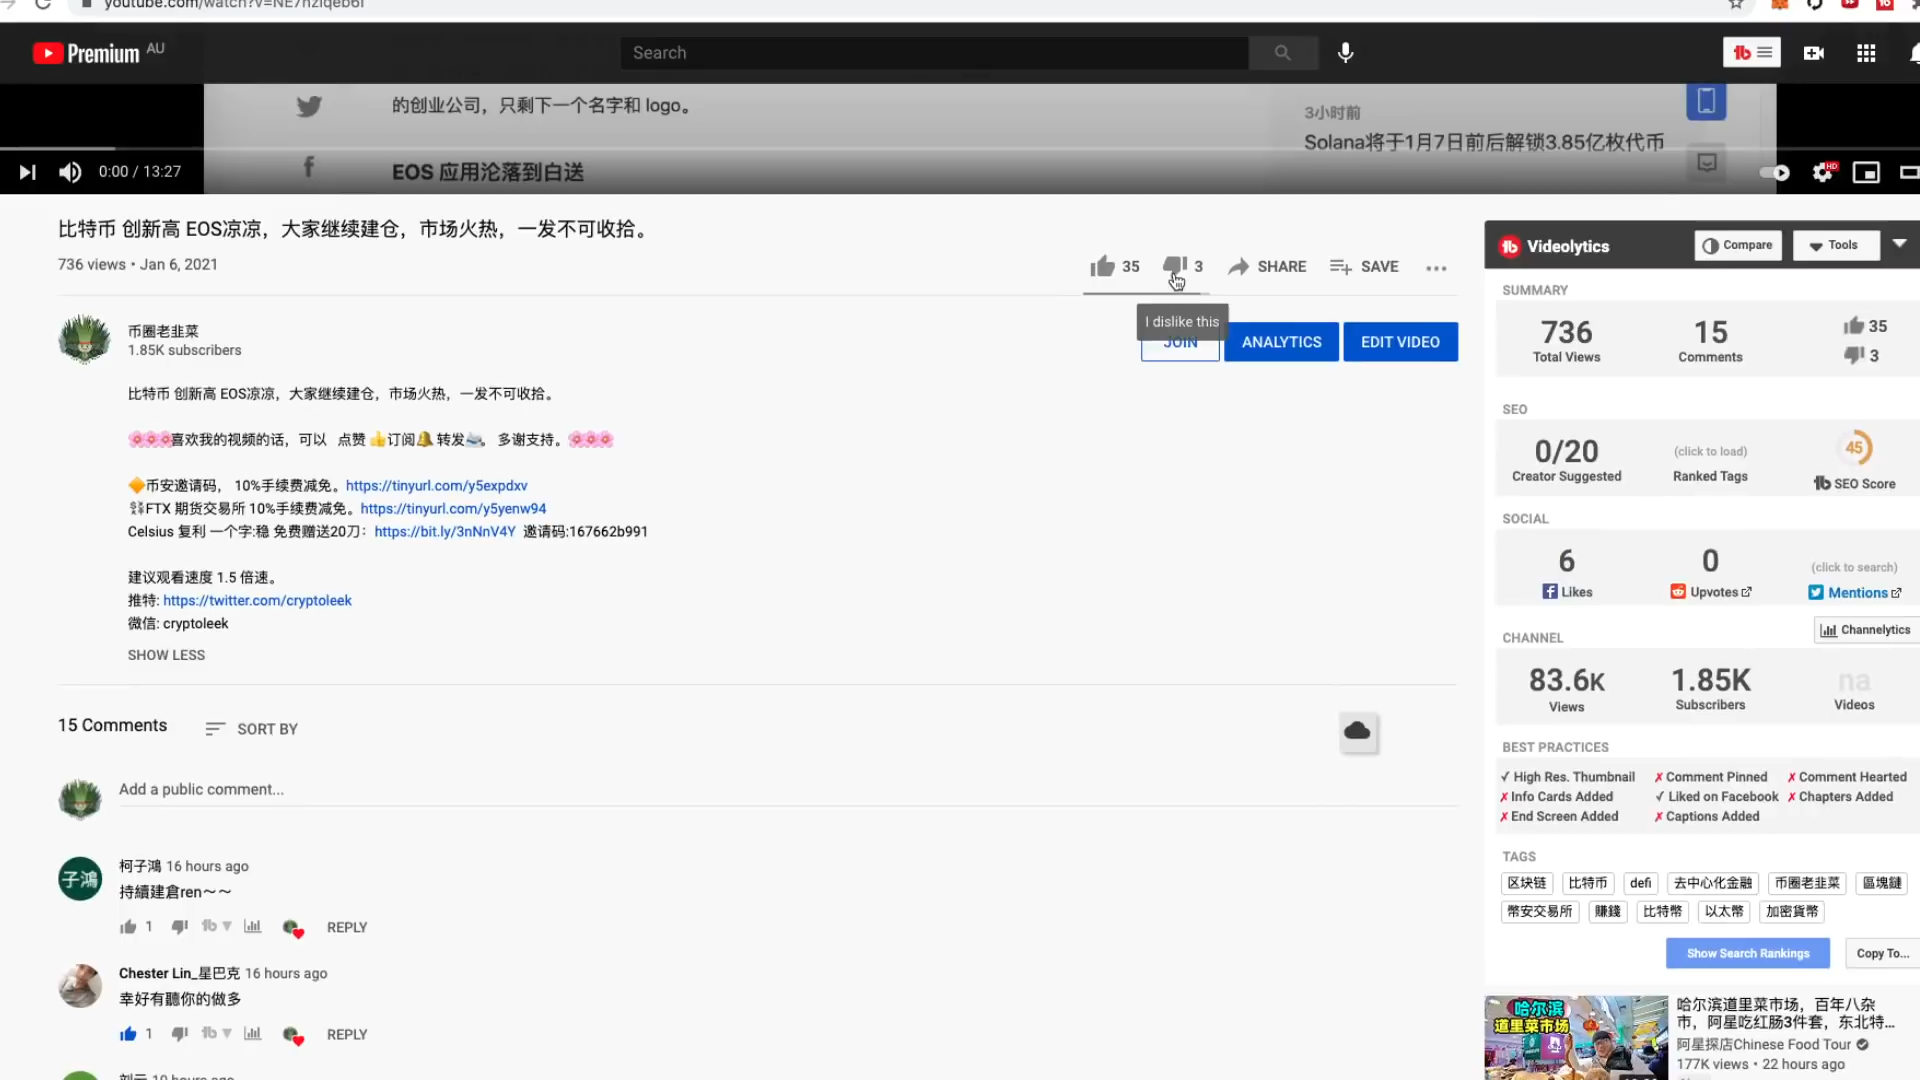 youtube.com/watch?v=NE7hziqeb6I
Premium AU
Search
的创业公司，只剩下一个名字和 logo。
3小时前
Solana将于1月7日前后解锁3.85亿枚代币
EOS 应用沦落到白送
0:00 / 13:27
HD
比特币 创新高 EOS凉凉，大家继续建仓，市场火热，一发不可收拾。
736 views • Jan 6, 2021
35
3
SHARE
SAVE
I dislike this
币圈老韭菜
1.85K subscribers
JOIN
ANALYTICS
EDIT VIDEO
比特币 创新高 EOS凉凉，大家继续建仓，市场火热，一发不可收拾。
🌸🌸🌸喜欢我的视频的话，可以 点赞 👍订阅🔔 转发📨。 多谢支持。🌸🌸🌸
🔶币安邀请码， 10%手续费减免。https://tinyurl.com/y5expdxv
FTX 期货交易所 10%手续费减免。https://tinyurl.com/y5yenw94
Celsius 复利 一个字:稳 免费赠送20刀：https://bit.ly/3nNnV4Y 邀请码:167662b991
建议观看速度 1.5 倍速。
推特: https://twitter.com/cryptoleek
微信: cryptoleek
SHOW LESS
15 Comments
SORT BY
Add a public comment...
子鴻
柯子鴻 16 hours ago
持續建倉ren～～
1
REPLY
Chester Lin_星巴克 16 hours ago
幸好有聽你的做多
1
REPLY
Videolytics
Compare
Tools
SUMMARY
736
Total Views
15
Comments
35
3
SEO
0/20
Creator Suggested
(click to load)
Ranked Tags
45
SEO Score
SOCIAL
6
Likes
0
Upvotes
(click to search)
Mentions
CHANNEL
Channelytics
83.6K
Views
1.85K
Subscribers
na
Videos
BEST PRACTICES
✓ High Res. Thumbnail
✗ Comment Pinned
✗ Comment Hearted
✗ Info Cards Added
✓ Liked on Facebook
✗ Chapters Added
✗ End Screen Added
✗ Captions Added
TAGS
区块链
比特币
defi
去中心化金融
币圈老韭菜
區塊鏈
幣安交易所
賺錢
比特幣
以太幣
加密貨幣
Show Search Rankings
Copy To...
哈尔滨
道里菜市场
哈尔滨道里菜市场，百年八杂
市，阿星吃红肠3件套，东北特...
阿星探店Chinese Food Tour
177K views • 22 hours ago